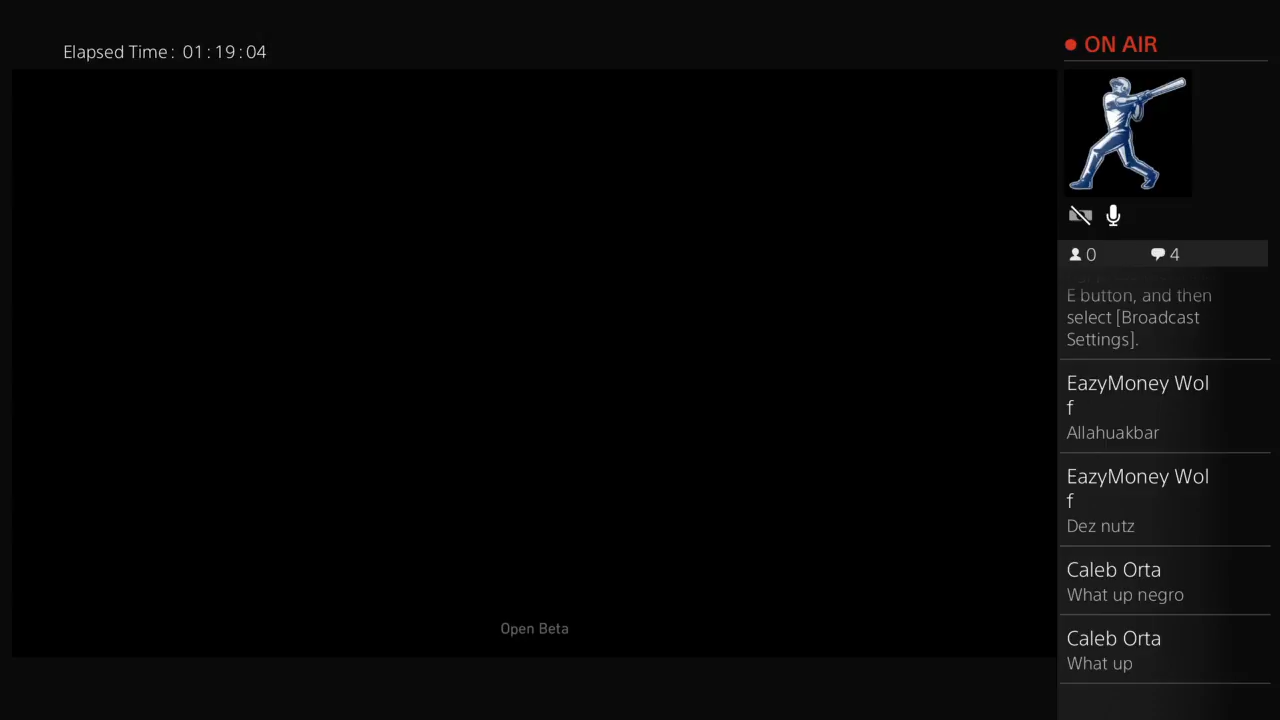 Elapsed Time: 01:19:04
ON AIR
0 4
E button, and then
select [Broadcast
Settings].
EazyMoney Wol
f
Allahuakbar
EazyMoney Wol
f
Dez nutz
Caleb Orta
What up negro
Caleb Orta
What up
Open Beta